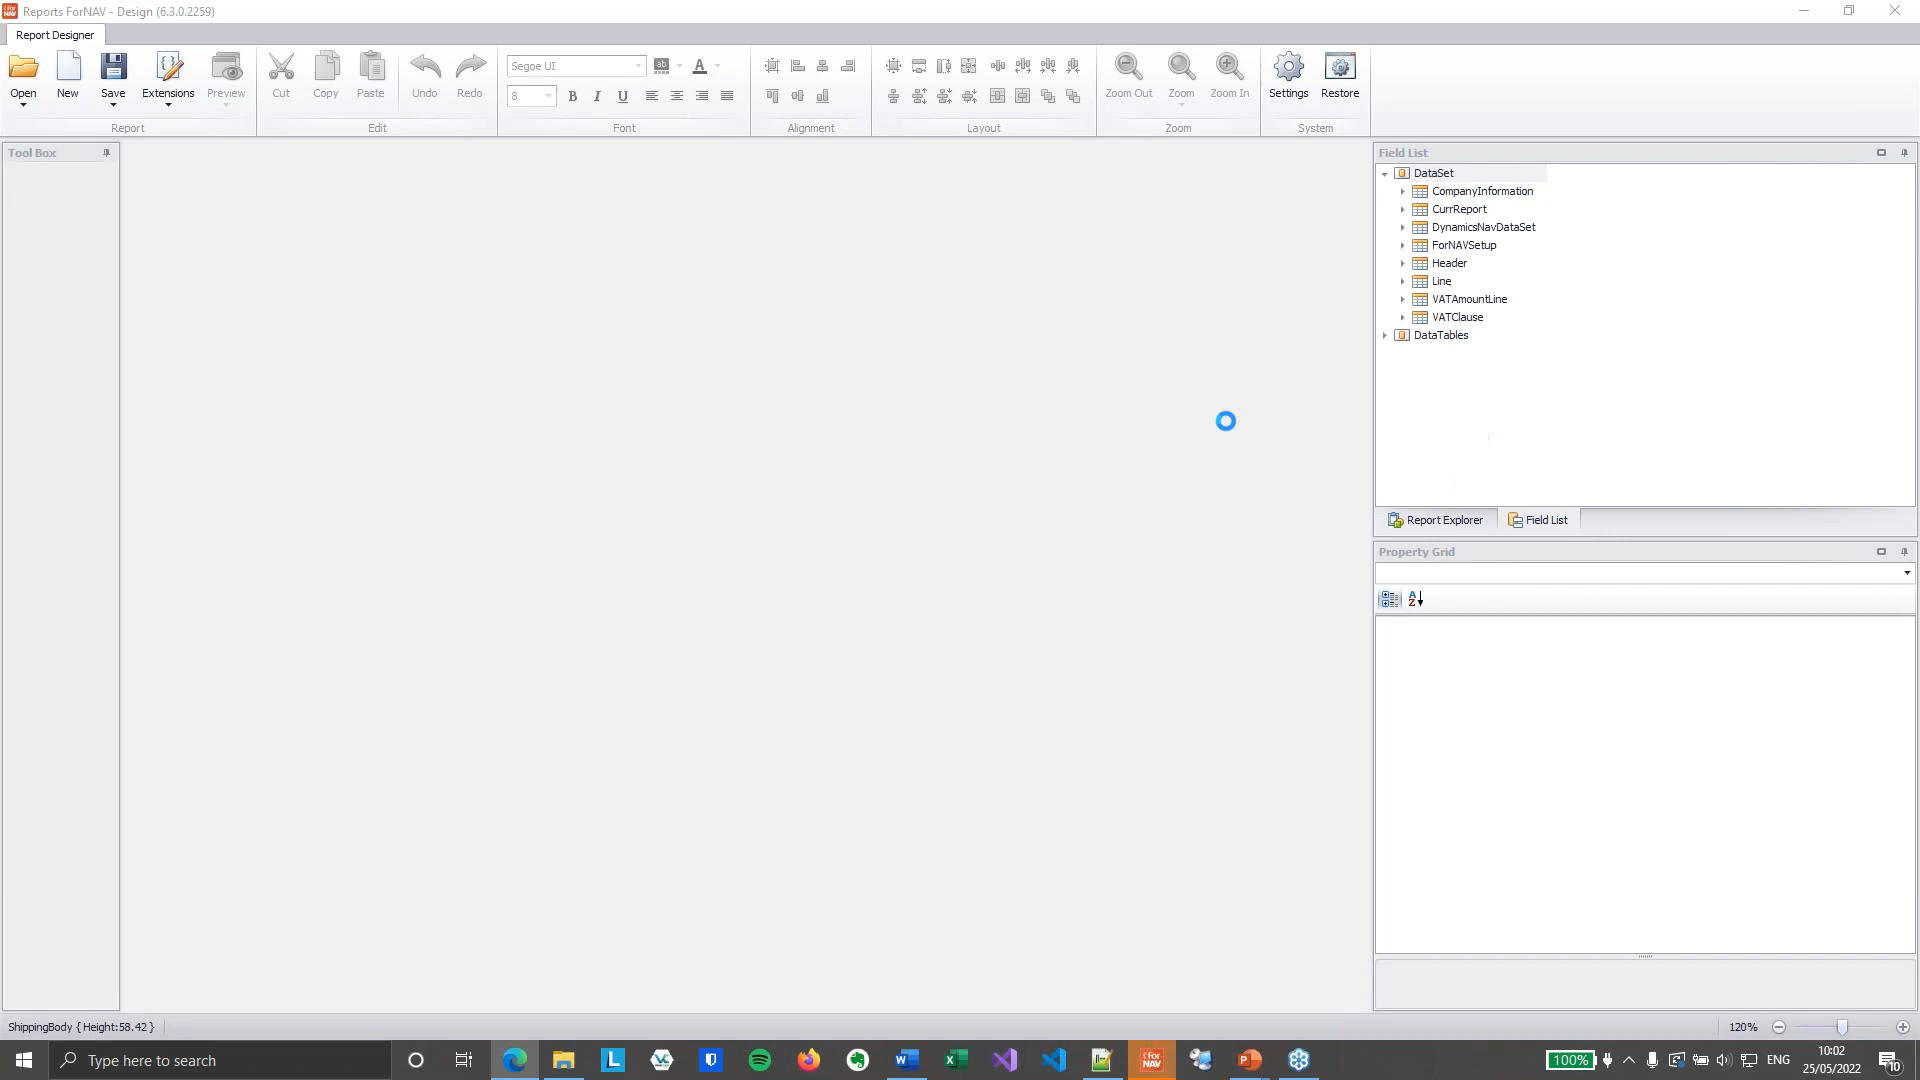 Reports ForNAV - Design (6.3.0.2259)
Report Designer
Open
New
Save
Extensions
Preview
Report
Cut
Copy
Paste
Undo
Redo
Edit
Segoe UI
ab
A
8
B
I
U
Font
Alignment
Layout
Zoom Out
Zoom
Zoom In
Zoom
Settings
Restore
System
Tool Box
Field List
DataSet
CompanyInformation
CurrReport
DynamicsNavDataSet
ForNAVSetup
Header
Line
VATAmountLine
VATClause
DataTables
Report Explorer
Field List
Property Grid
A
Z
ShippingBody { Height:58.42 }
120%
Type here to search
100%
ENG
10:02
25/05/2022
10